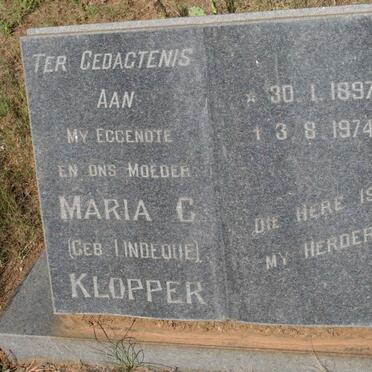 TER GEDAGTENIS
AAN
MY EGGENOTE
EN ONS MOEDER
MARIA C
(GEB. LINDEQUE)
KLOPPER
* 30. 1. 1897
† 3. 8. 1974
DIE HERE IS
MY HERDER